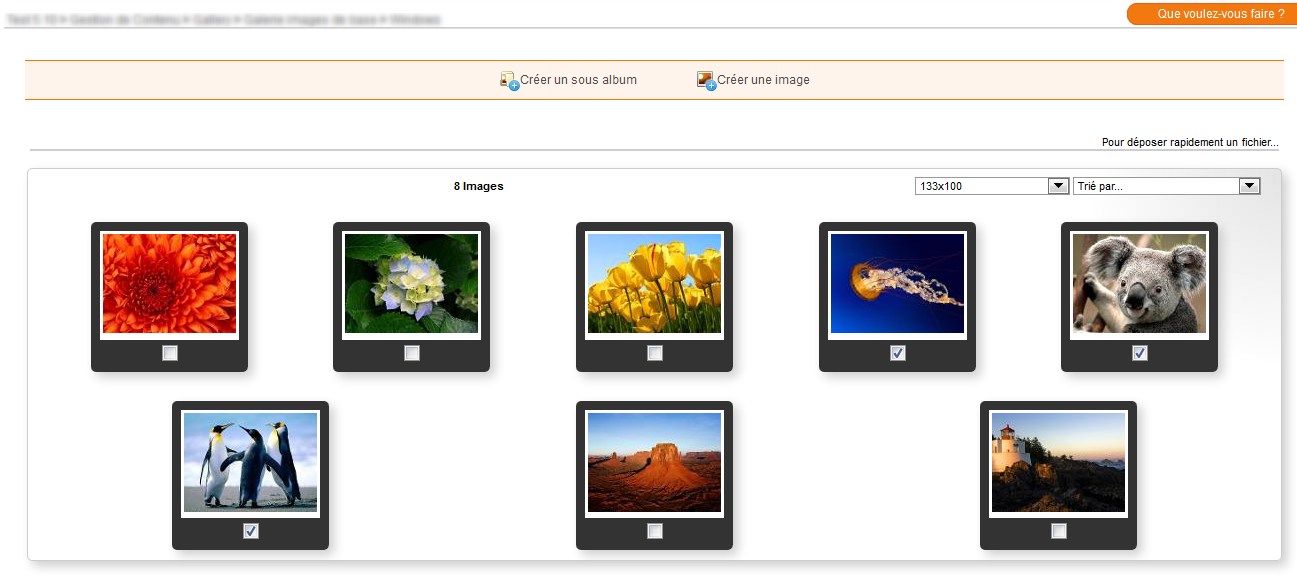 Que voulez-vous faire ?
Créer un sous album
Créer une image
Pour déposer rapidement un fichier...
8 Images
133x100
Trié par...